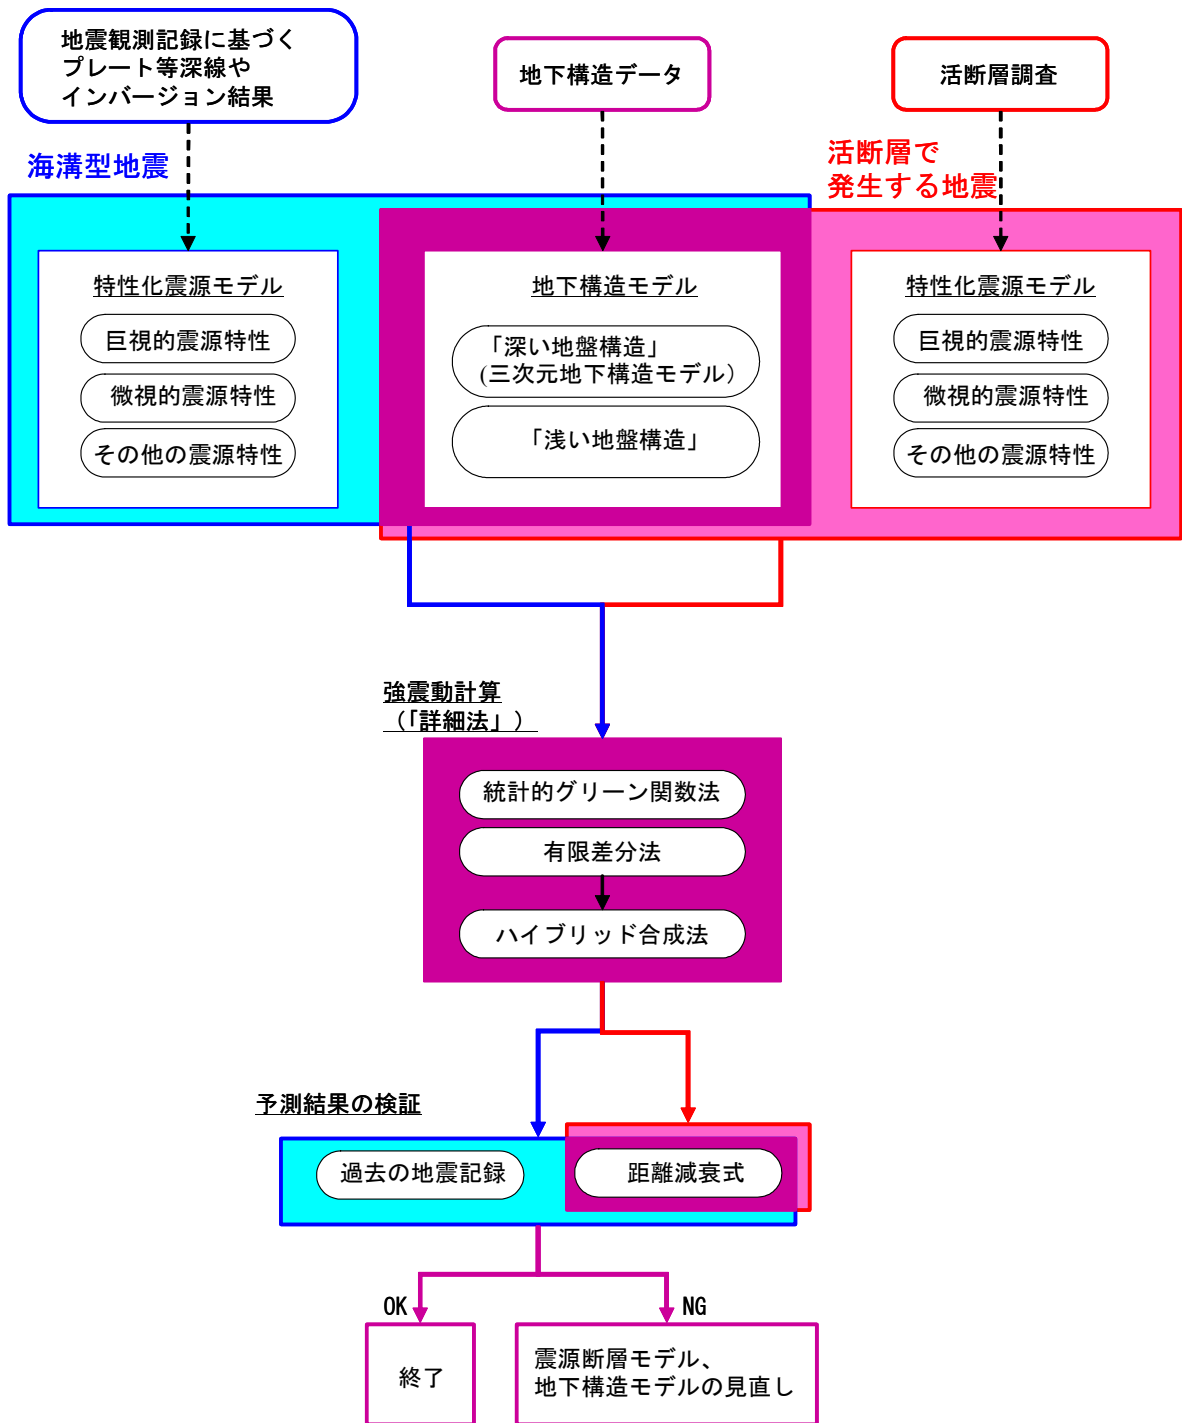 地震観測記録に基づく
プレート等深線や
インバージョン結果
地下構造データ
活断層調査
海溝型地震
活断層で
発生する地震
特性化震源モデル
巨視的震源特性
微視的震源特性
その他の震源特性
地下構造モデル
「深い地盤構造」
(三次元地下構造モデル）
「浅い地盤構造」
特性化震源モデル
巨視的震源特性
微視的震源特性
その他の震源特性
強震動計算
（「詳細法」）
統計的グリーン関数法
有限差分法
ハイブリッド合成法
予測結果の検証
過去の地震記録
距離減衰式
OK
NG
終了
震源断層モデル、
地下構造モデルの見直し